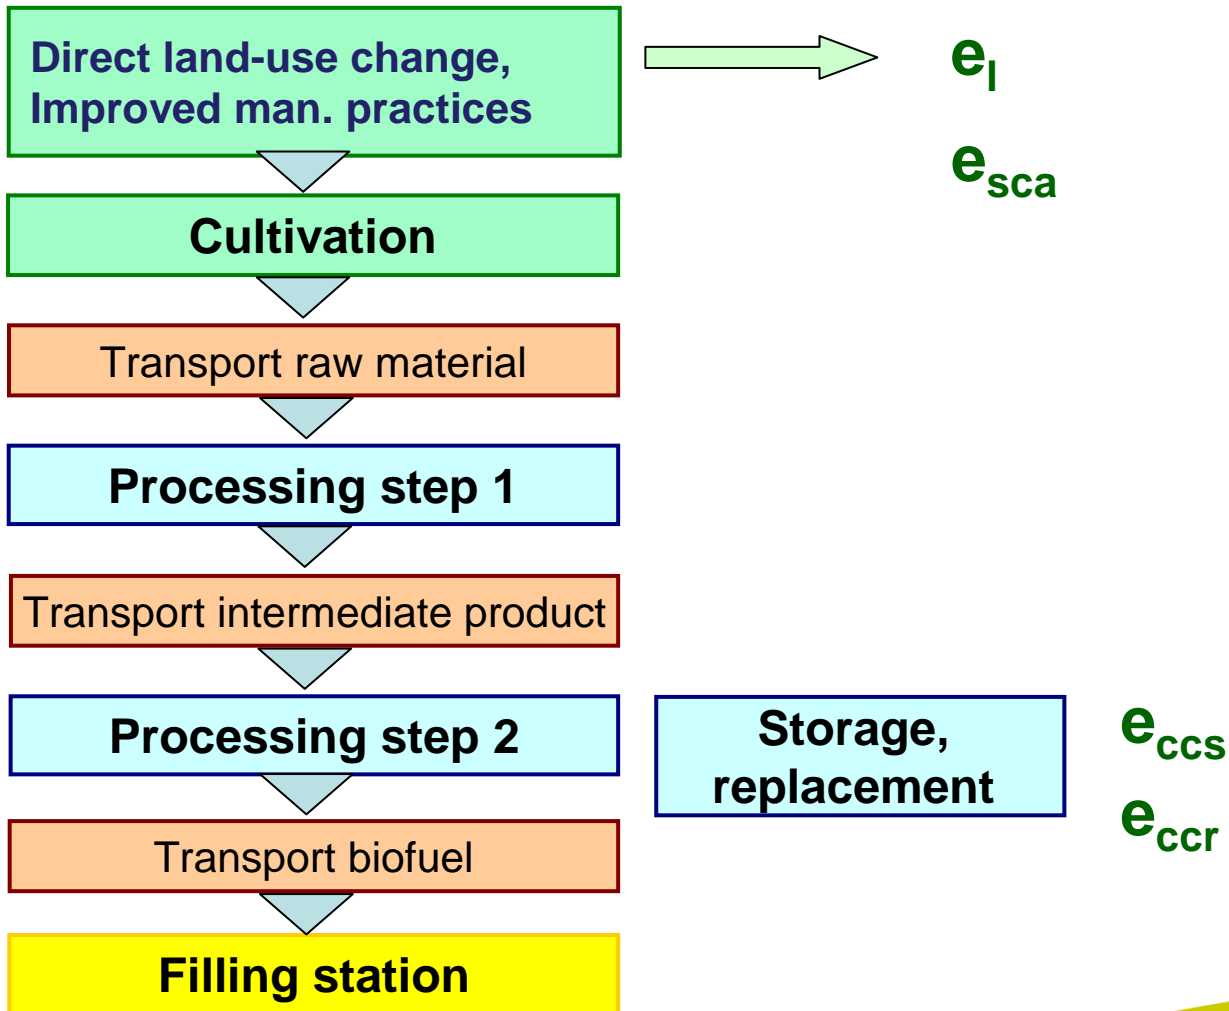 Direct land-use change,
Improved man. practices
e_l
e_sca
Cultivation
Transport raw material
Processing step 1
Transport intermediate product
Processing step 2
Storage,
replacement
e_ccs
e_ccr
Transport biofuel
Filling station